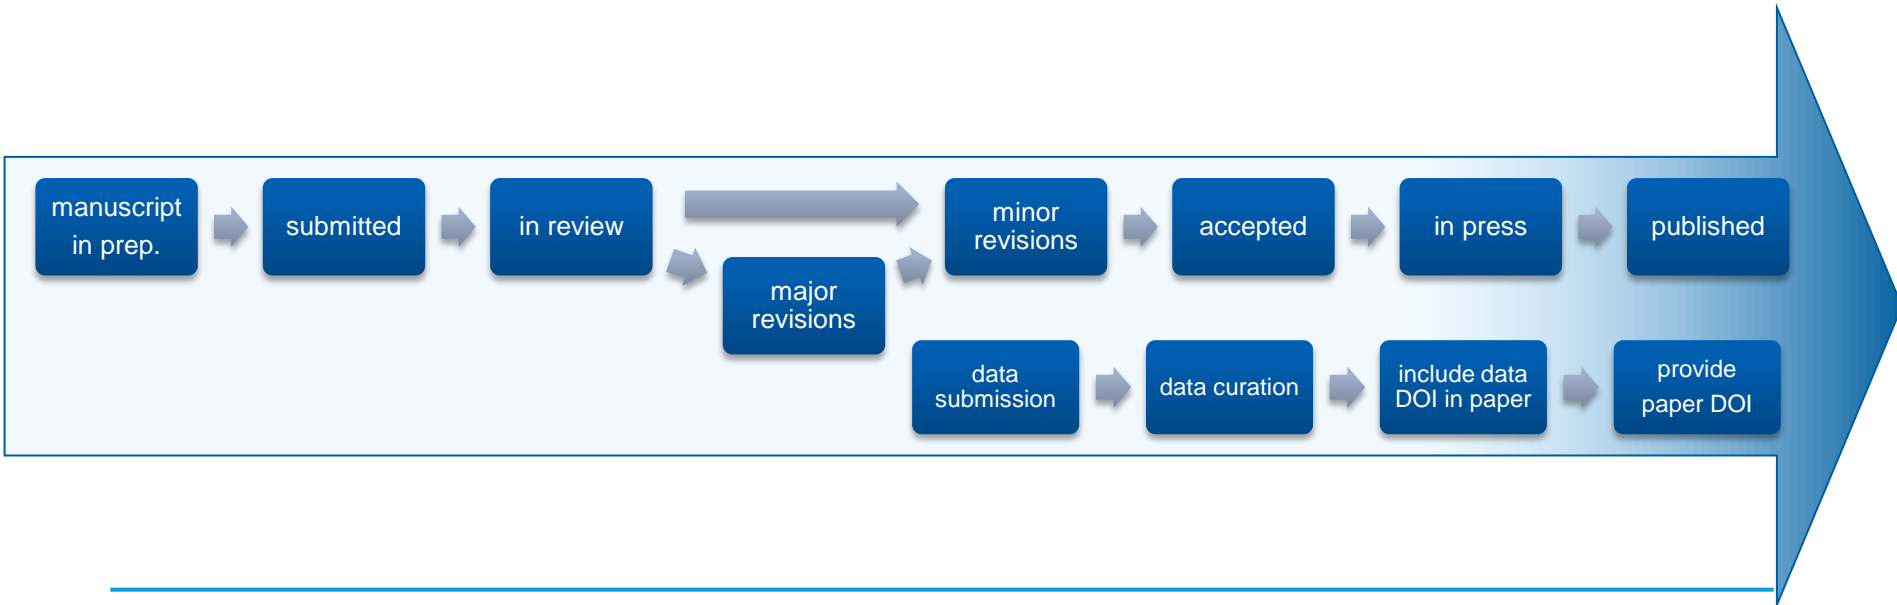 manuscript
in prep.
submitted
in review
major
revisions
minor
revisions
accepted
in press
published
data
submission
data curation
include data
DOI in paper
provide
paper DOI